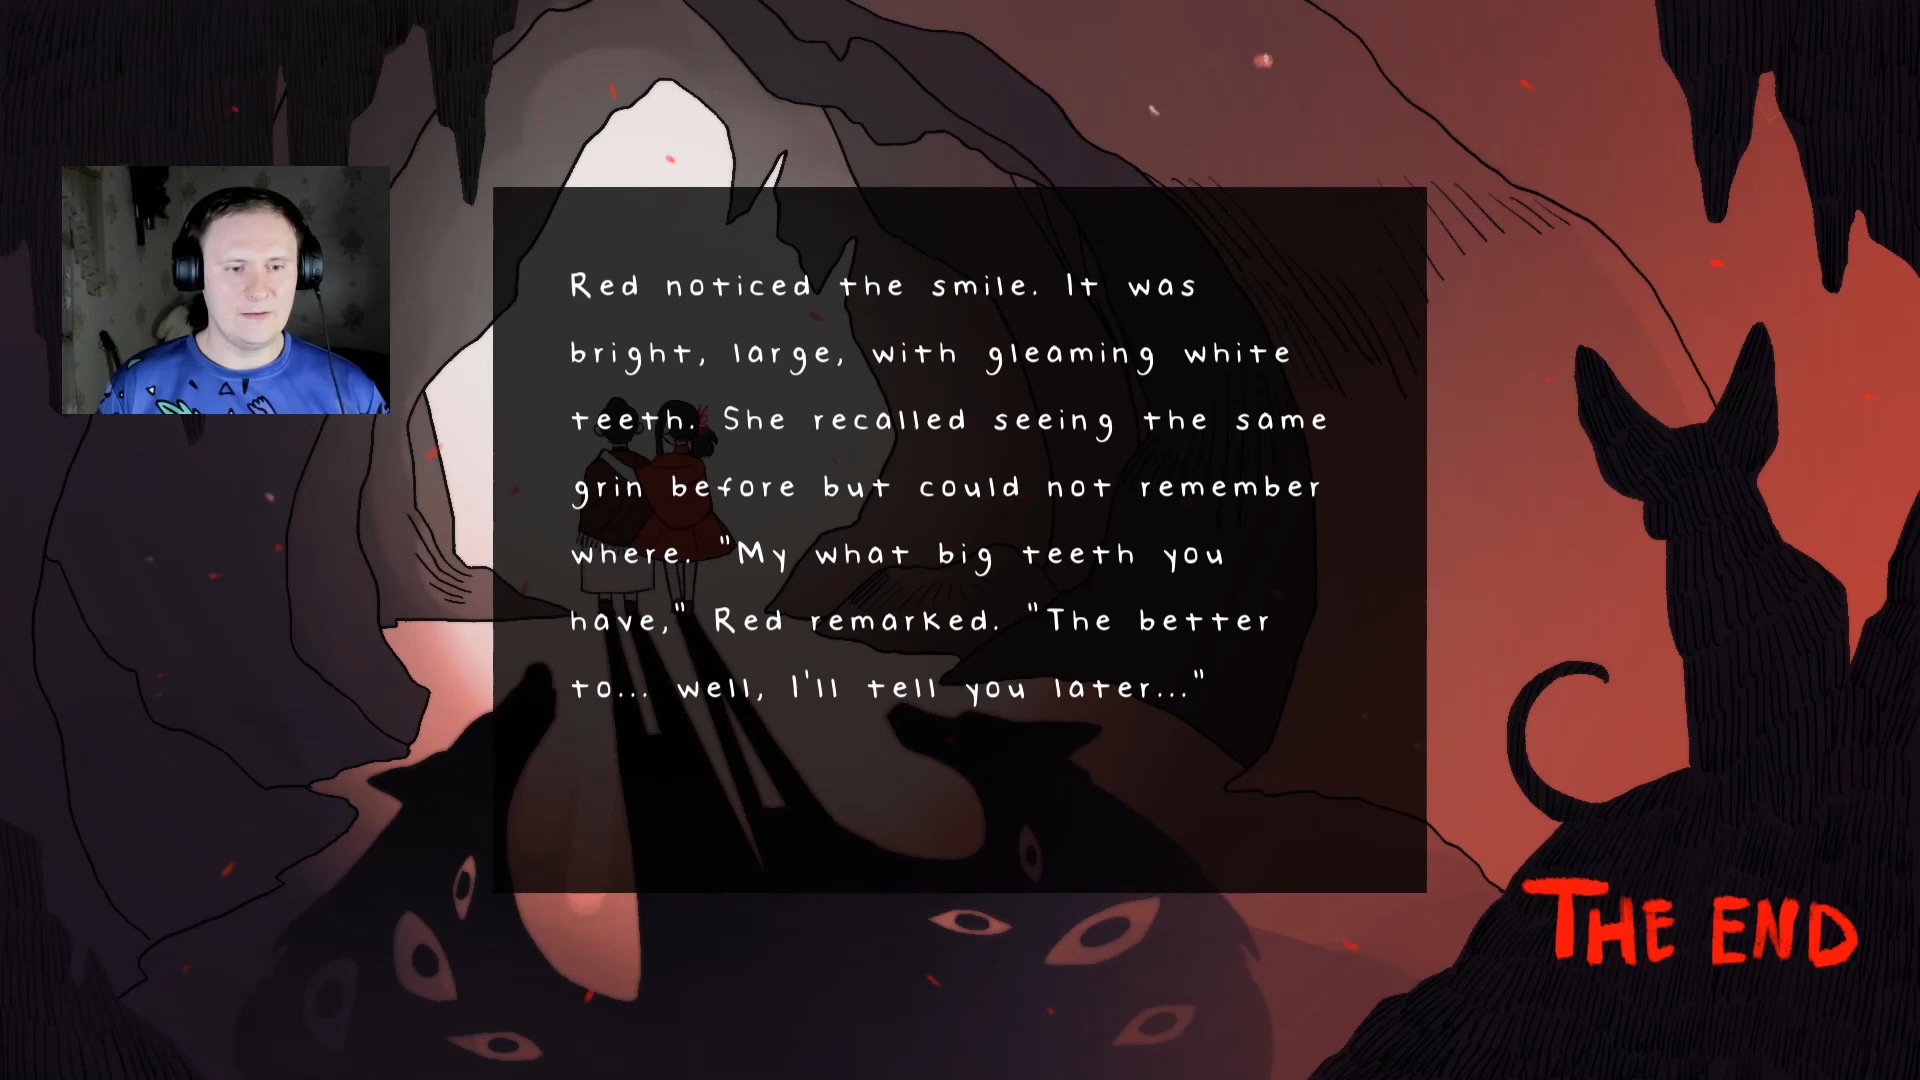 Red noticed the smile. It was
bright, large, with gleaming white
teeth. She recalled seeing the same
grin before but could not remember
where. "My what big teeth you
have," Red remarked. "The better
to... well, I'll tell you later..."
THE END